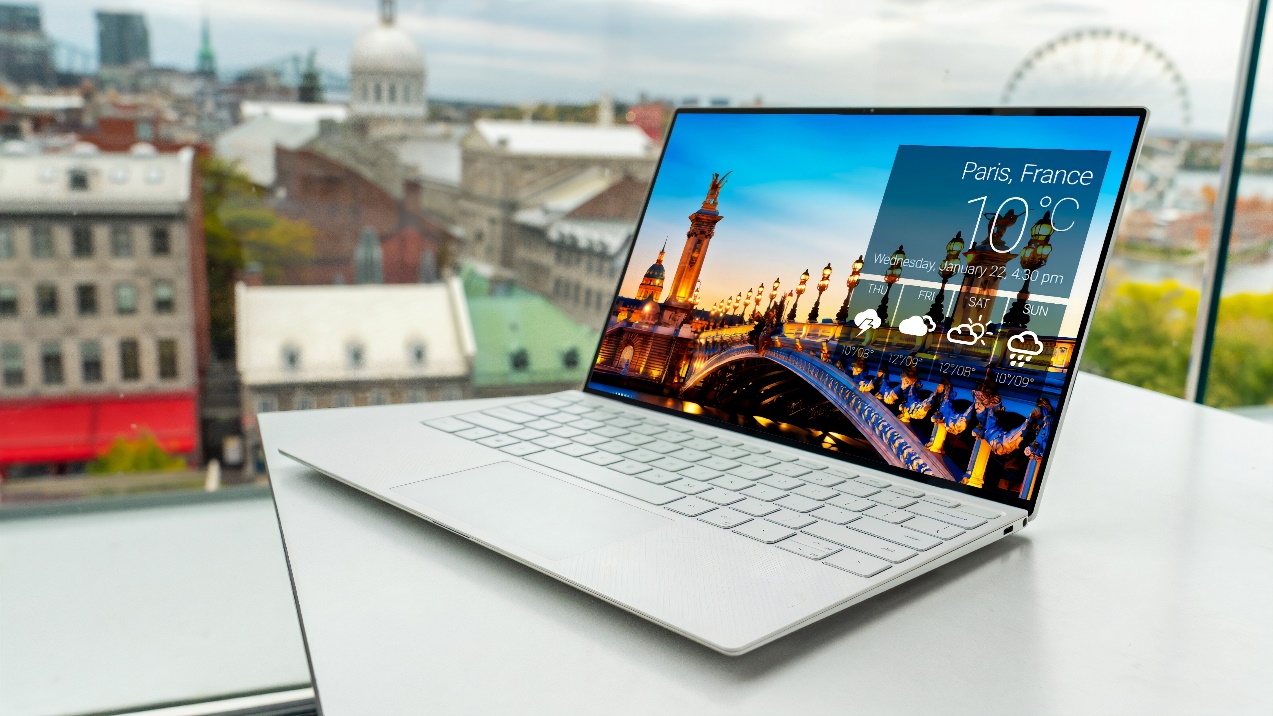 Paris, France
10°C
Wednesday, January 22, 4:30 pm
THU FRI SAT SUN
10°/08° 12°/09° 12°/08° 10°/09°